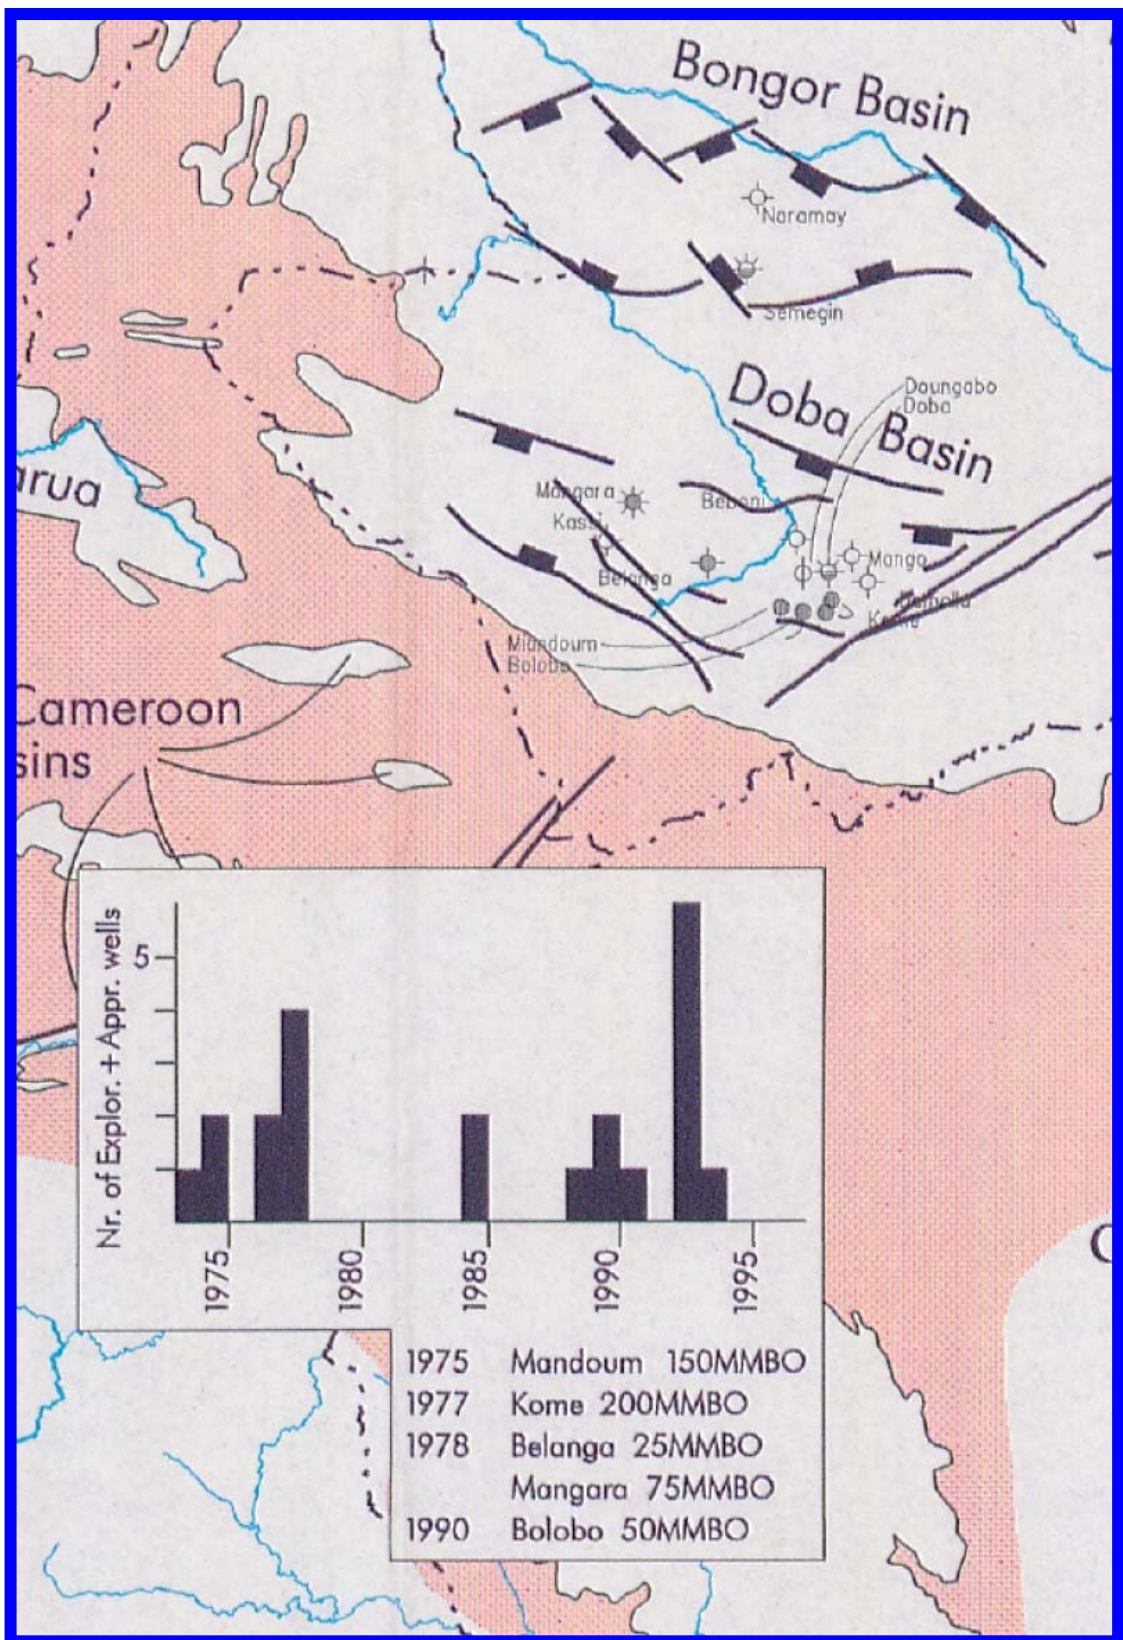 Bongor Basin
Naramay
Semegin
Doba Basin
Doungabo
Doba
arua
Mangara
Kassi
Beboni
Belanga
Mango
Kome
Miandoum
Bolobo
Cameroon
sins
Nr. of Explor. + Appr. wells
5
1975
1980
1985
1990
1995
C
1975 Mandoum 150MMBO
1977 Kome 200MMBO
1978 Belanga 25MMBO
Mangara 75MMBO
1990 Bolobo 50MMBO